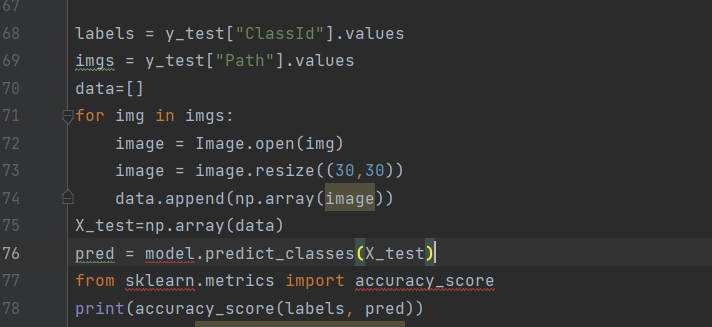 67
68 labels = y_test["ClassId"].values
69 imgs = y_test["Path"].values
70 data=[]
71 for img in imgs:
72 image = Image.open(img)
73 image = image.resize((30,30))
74 data.append(np.array(image))
75 X_test=np.array(data)
76 pred = model.predict_classes(X_test)
77 from sklearn.metrics import accuracy_score
78 print(accuracy_score(labels, pred))